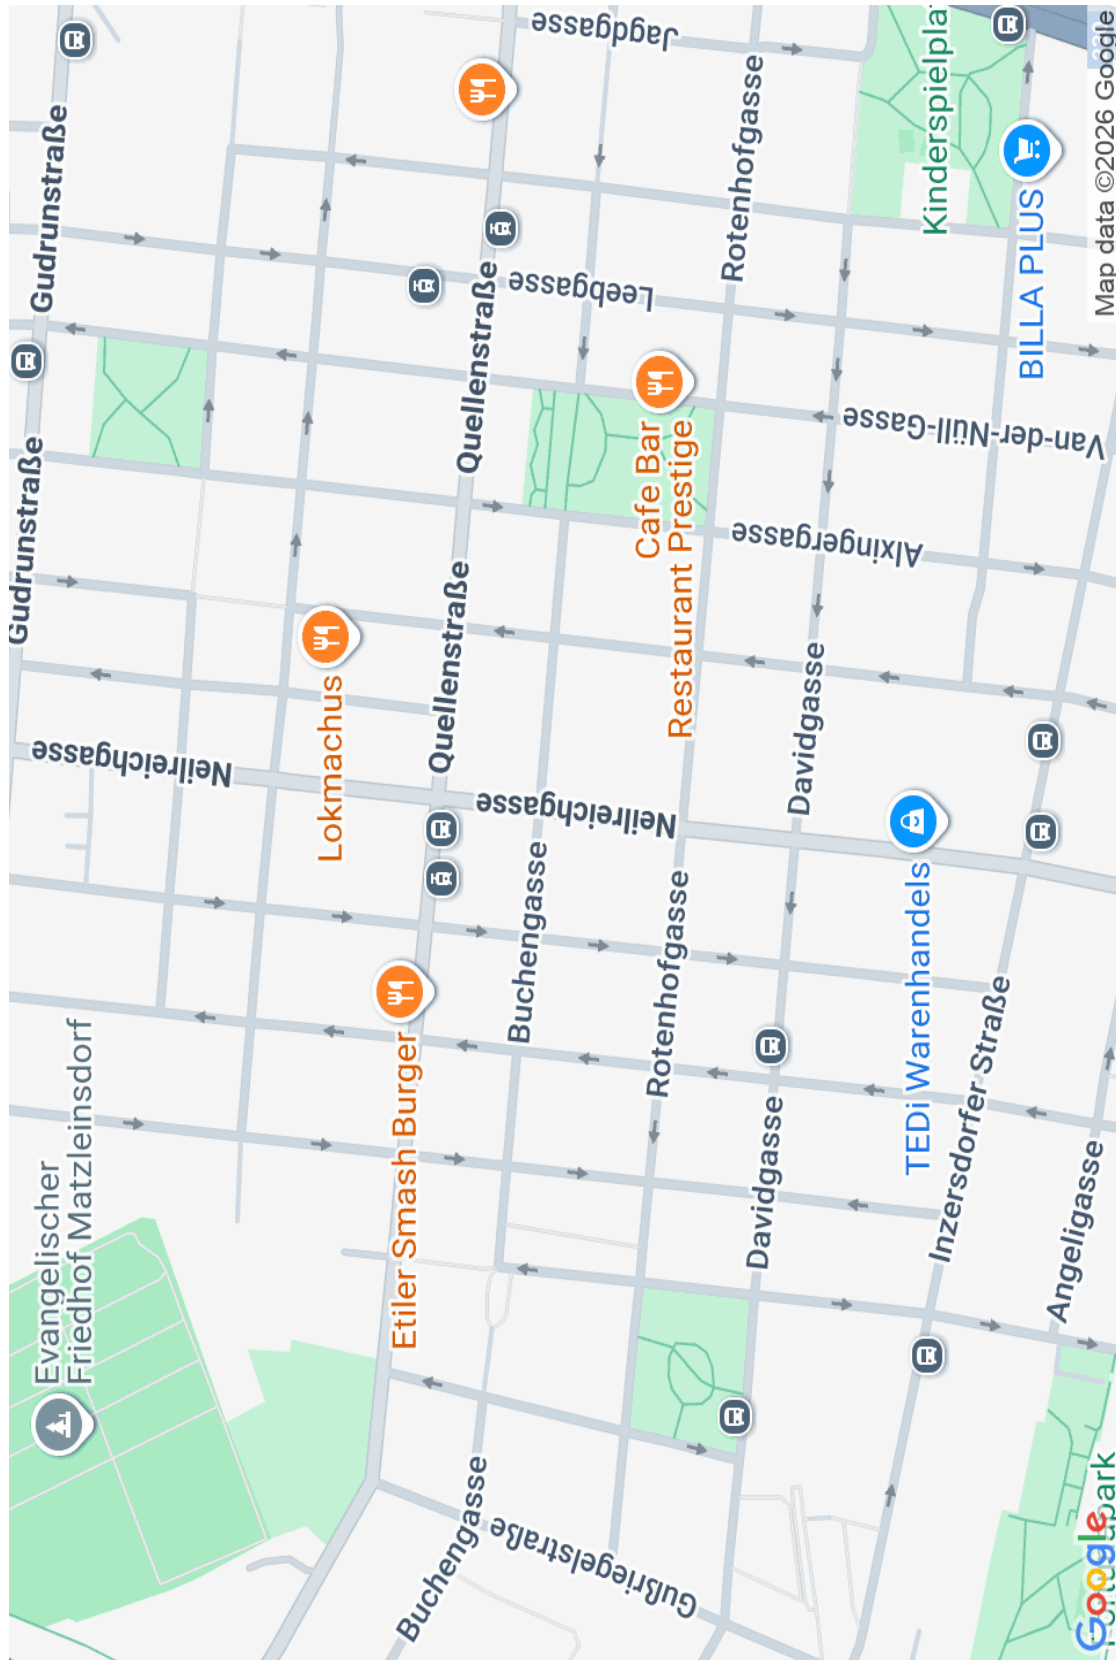 Evangelischer
Friedhof Matzleinsdorf
Gudrunstraße
Gudrunstraße
Gudrunstraße
Neilreichgasse
Lokmachus
Etiler Smash Burger
Quellenstraße
Quellenstraße
Buchengasse
Buchengasse
Neilreichgasse
Leebgasse
Jagdgasse
Gußriegelstraße
Cafe Bar
Restaurant Prestige
Rotenhofgasse
Rotenhofgasse
Davidgasse
Davidgasse
Alxingergasse
Van-der-Nüll-Gasse
TEDi Warenhandels
Kinderspielpla
Inzersdorfer Straße
BILLA PLUS
Angeligasse
Google
Map data ©2026 Google